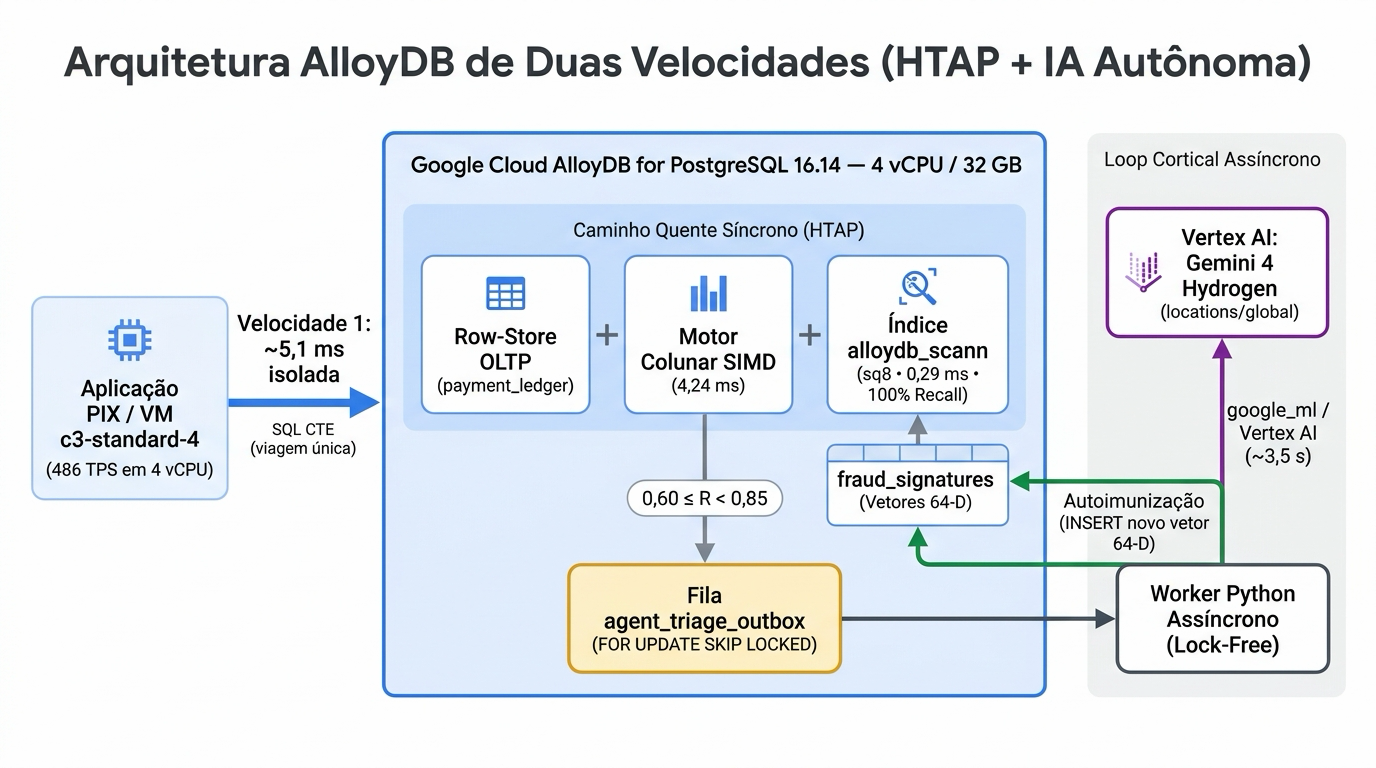 Arquitetura AlloyDB de Duas Velocidades (HTAP + IA Autônoma)
Google Cloud AlloyDB for PostgreSQL 16.14 — 4 vCPU / 32 GB
Loop Cortical Assíncrono
Caminho Quente Síncrono (HTAP)
Aplicação
PIX / VM
c3-standard-4
(486 TPS em 4 vCPU)
Velocidade 1:
~5,1 ms
isolada
SQL CTE
(viagem única)
Row-Store
OLTP
(payment_ledger)
+
Motor
Colunar SIMD
(4,24 ms)
+
Índice
alloydb_scann
(sq8 • 0,29 ms •
100% Recall)
Vertex AI:
Gemini 4
Hydrogen
(locations/global)
google_ml /
Vertex AI
(~3,5 s)
0,60 ≤ R < 0,85
fraud_signatures
(Vetores 64-D)
Autoimunização
(INSERT novo vetor
64-D)
Fila
agent_triage_outbox
(FOR UPDATE SKIP LOCKED)
Worker Python
Assíncrono
(Lock-Free)